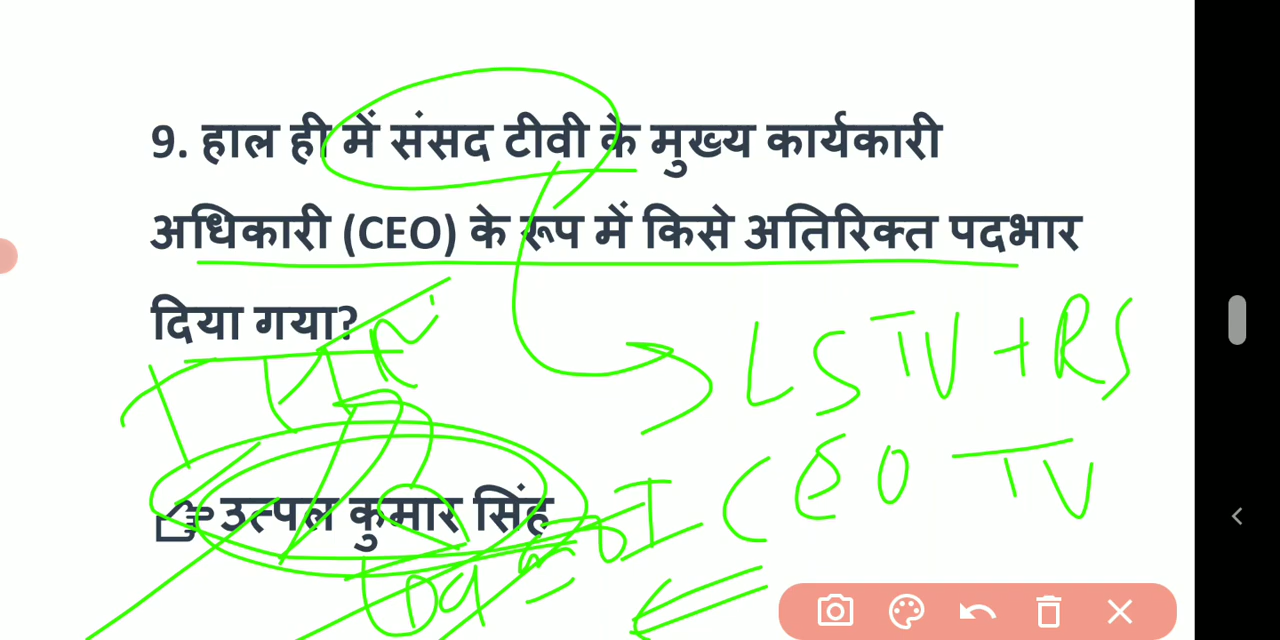 9. हाल ही में संसद टीवी के मुख्य कार्यकारी
अधिकारी (CEO) के रूप में किसे अतिरिक्त पदभार
दिया गया?
LSTV+RS
TV
उत्पल कुमार सिंह
I CEO